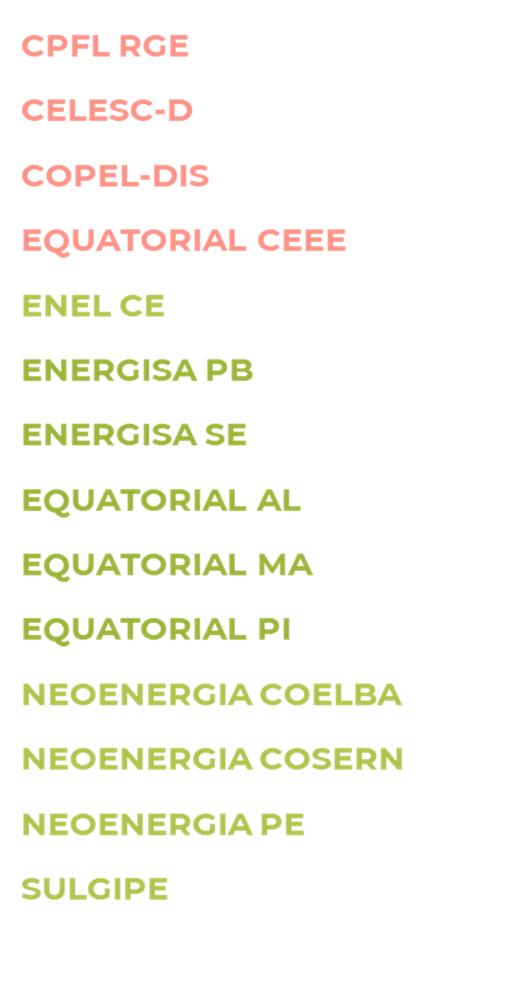 CPFL RGE
CELESC-D
COPEL-DIS
EQUATORIAL CEEE
ENEL CE
ENERGISA PB
ENERGISA SE
EQUATORIAL AL
EQUATORIAL MA
EQUATORIAL PI
NEOENERGIA COELBA
NEOENERGIA COSERN
NEOENERGIA PE
SULGIPE